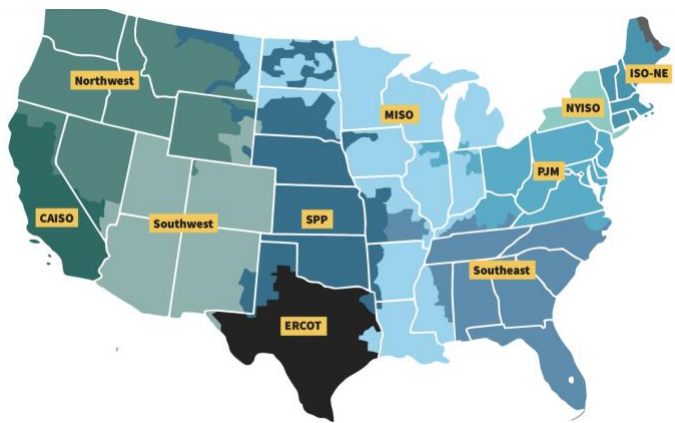 ISO-NE
Northwest
NYISO
MISO
PJM
CAISO
Southwest
SPP
Southeast
ERCOT